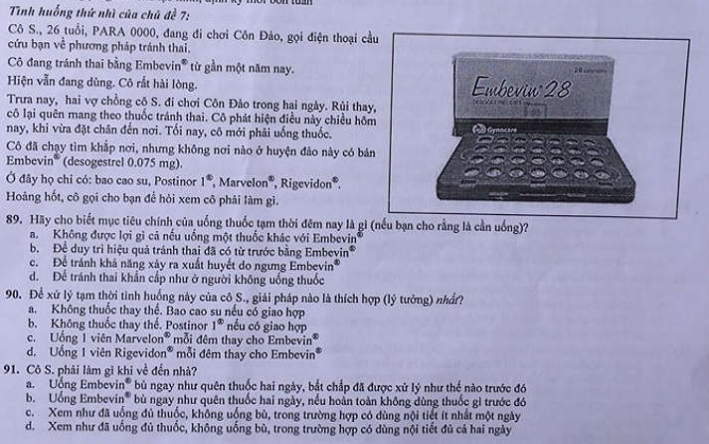 Tình huống thứ nhì của chủ đề 7:
Cô S., 26 tuổi, PARA 0000, đang đi chơi Côn Đảo, gọi điện thoại cầu
cứu bạn về phương pháp tránh thai.
Cô đang tránh thai bằng Embevin® từ gần một năm nay.
Hiện vẫn đang dùng. Cô rất hài lòng.
Trưa nay, hai vợ chồng cô S. đi chơi Côn Đảo trong hai ngày. Rủi thay,
cô lại quên mang theo thuốc tránh thai. Cô phát hiện điều này chiều hôm
nay, khi vừa đặt chân đến nơi. Tối nay, cô mới phải uống thuốc.
Cô đã chạy tìm khắp nơi, nhưng không nơi nào ở huyện đảo này có bán
Embevin® (desogestrel 0.075 mg).
Ở đây họ chỉ có: bao cao su, Postinor 1®, Marvelon®, Rigevidon®.
Hoảng hốt, cô gọi cho bạn để hỏi xem cô phải làm gì.
Embevin 28
Gynocare
89. Hãy cho biết mục tiêu chính của uống thuốc tạm thời đêm nay là gì (nếu bạn cho rằng là cần uống)?
a. Không được lợi gì cả nếu uống một thuốc khác với Embevin®
b. Để duy trì hiệu quả tránh thai đã có từ trước bằng Embevin®
c. Để tránh khả năng xảy ra xuất huyết do ngưng Embevin®
d. Để tránh thai khẩn cấp như ở người không uống thuốc
90. Để xử lý tạm thời tình huống này của cô S., giải pháp nào là thích hợp (lý tưởng) nhất?
a. Không thuốc thay thế. Bao cao su nếu có giao hợp
b. Không thuốc thay thế. Postinor 1® nếu có giao hợp
c. Uống 1 viên Marvelon® mỗi đêm thay cho Embevin®
d. Uống 1 viên Rigevidon® mỗi đêm thay cho Embevin®
91. Cô S. phải làm gì khi về đến nhà?
a. Uống Embevin® bù ngay như quên thuốc hai ngày, bất chấp đã được xử lý như thế nào trước đó
b. Uống Embevin® bù ngay như quên thuốc hai ngày, nếu hoàn toàn không dùng thuốc gì trước đó
c. Xem như đã uống đủ thuốc, không uống bù, trong trường hợp có dùng nội tiết ít nhất một ngày
d. Xem như đã uống đủ thuốc, không uống bù, trong trường hợp có dùng nội tiết đủ cả hai ngày